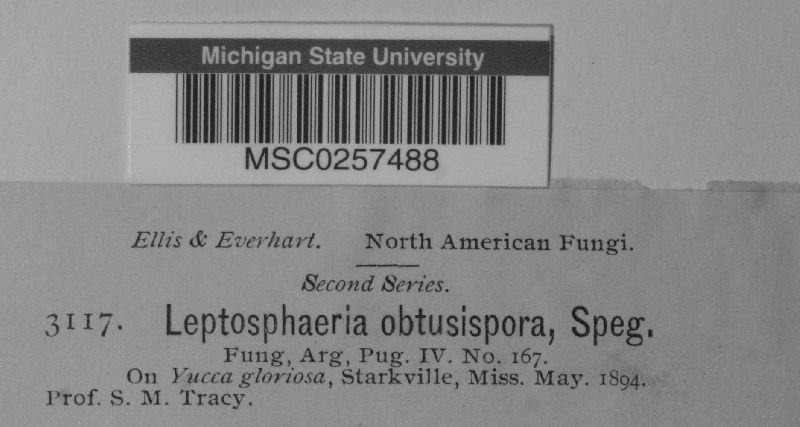 Michigan State University
MSC0257488
Ellis & Everhart. North American Fungi.
Second Series.
3117. Leptosphaeria obtusispora, Speg.
Fung, Arg, Pug. IV. No. 167.
On Yucca gloriosa, Starkville, Miss. May. 1894.
Prof. S. M. Tracy.